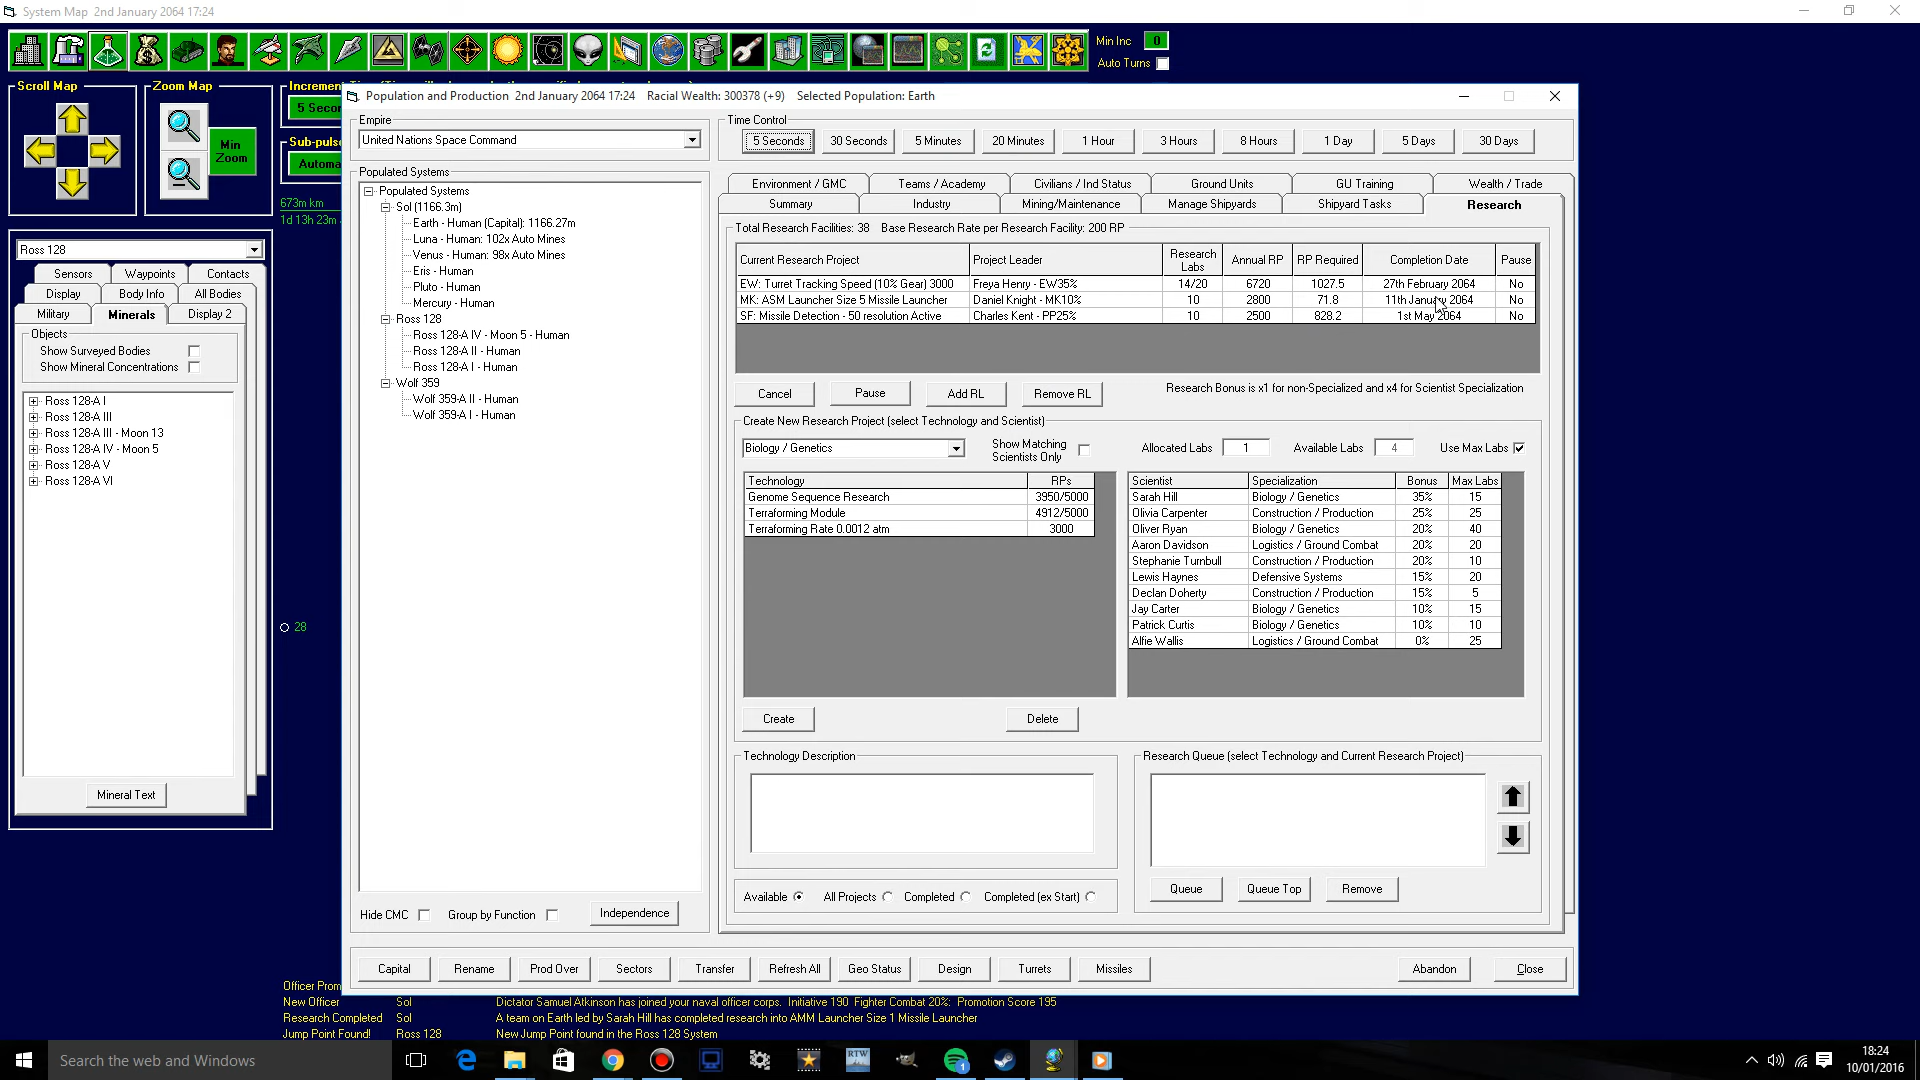 System Map 2nd January 2064 17:24
Min Inc 0
Auto Turns
Scroll Map
Zoom Map
Min Zoom
Increment
5 Secor
Sub-pulse
Automa
673m km
1d 13h 23m
Ross 128
Sensors Waypoints Contacts
Display Body Info All Bodies
Military Minerals Display 2
Objects
Show Surveyed Bodies
Show Mineral Concentrations
Ross 128-A I
Ross 128-A III
Ross 128-A III - Moon 13
Ross 128-A IV - Moon 5
Ross 128-A V
Ross 128-A VI
Mineral Text
28
Population and Production 2nd January 2064 17:24 Racial Wealth: 300378 (+9) Selected Population: Earth
Empire
United Nations Space Command
Populated Systems
Populated Systems
Sol (1166.3m)
Earth - Human (Capital): 1166.27m
Luna - Human: 102x Auto Mines
Venus - Human: 98x Auto Mines
Eris - Human
Pluto - Human
Mercury - Human
Ross 128
Ross 128-A IV - Moon 5 - Human
Ross 128-A II - Human
Ross 128-A I - Human
Wolf 359
Wolf 359-A II - Human
Wolf 359-A I - Human
Hide CMC Group by Function Independence
Time Control
5 Seconds 30 Seconds 5 Minutes 20 Minutes 1 Hour 3 Hours 8 Hours 1 Day 5 Days 30 Days
Environment / GMC Teams / Academy Civilians / Ind Status Ground Units GU Training Wealth / Trade
Summary Industry Mining/Maintenance Manage Shipyards Shipyard Tasks Research
Total Research Facilities: 38 Base Research Rate per Research Facility: 200 RP
Current Research Project Project Leader Research Labs Annual RP RP Required Completion Date Pause
EW: Turret Tracking Speed (10% Gear) 3000 Freya Henry - EW35% 14/20 6720 1027.5 27th February 2064 No
MK: ASM Launcher Size 5 Missile Launcher Daniel Knight - MK10% 10 2800 71.8 11th January 2064 No
SF: Missile Detection - 50 resolution Active Charles Kent - PP25% 10 2500 828.2 1st May 2064 No
Cancel Pause Add RL Remove RL Research Bonus is x1 for non-Specialized and x4 for Scientist Specialization
Create New Research Project (select Technology and Scientist)
Biology / Genetics Show Matching Scientists Only Allocated Labs 1 Available Labs 4 Use Max Labs
Technology RPs
Genome Sequence Research 3950/5000
Terraforming Module 4912/5000
Terraforming Rate 0.0012 atm 3000
Scientist Specialization Bonus Max Labs
Sarah Hill Biology / Genetics 35% 15
Olivia Carpenter Construction / Production 25% 25
Oliver Ryan Biology / Genetics 20% 40
Aaron Davidson Logistics / Ground Combat 20% 20
Stephanie Turnbull Construction / Production 20% 10
Lewis Haynes Defensive Systems 15% 20
Declan Doherty Construction / Production 15% 5
Jay Carter Biology / Genetics 10% 15
Patrick Curtis Biology / Genetics 10% 10
Alfie Wallis Logistics / Ground Combat 0% 25
Create Delete
Technology Description
Research Queue (select Technology and Current Research Project)
Available All Projects Completed Completed (ex Start)
Queue Queue Top Remove
Capital Rename Prod Over Sectors Transfer Refresh All Geo Status Design Turrets Missiles Abandon Close
Officer Prom
New Officer Sol Dictator Samuel Atkinson has joined your naval officer corps. Initiative 190 Fighter Combat 20%: Promotion Score 195
Research Completed Sol A team on Earth led by Sarah Hill has completed research into AMM Launcher Size 1 Missile Launcher
Jump Point Found! Ross 128 New Jump Point found in the Ross 128 System
Search the web and Windows
RTW
1
18:24
10/01/2016